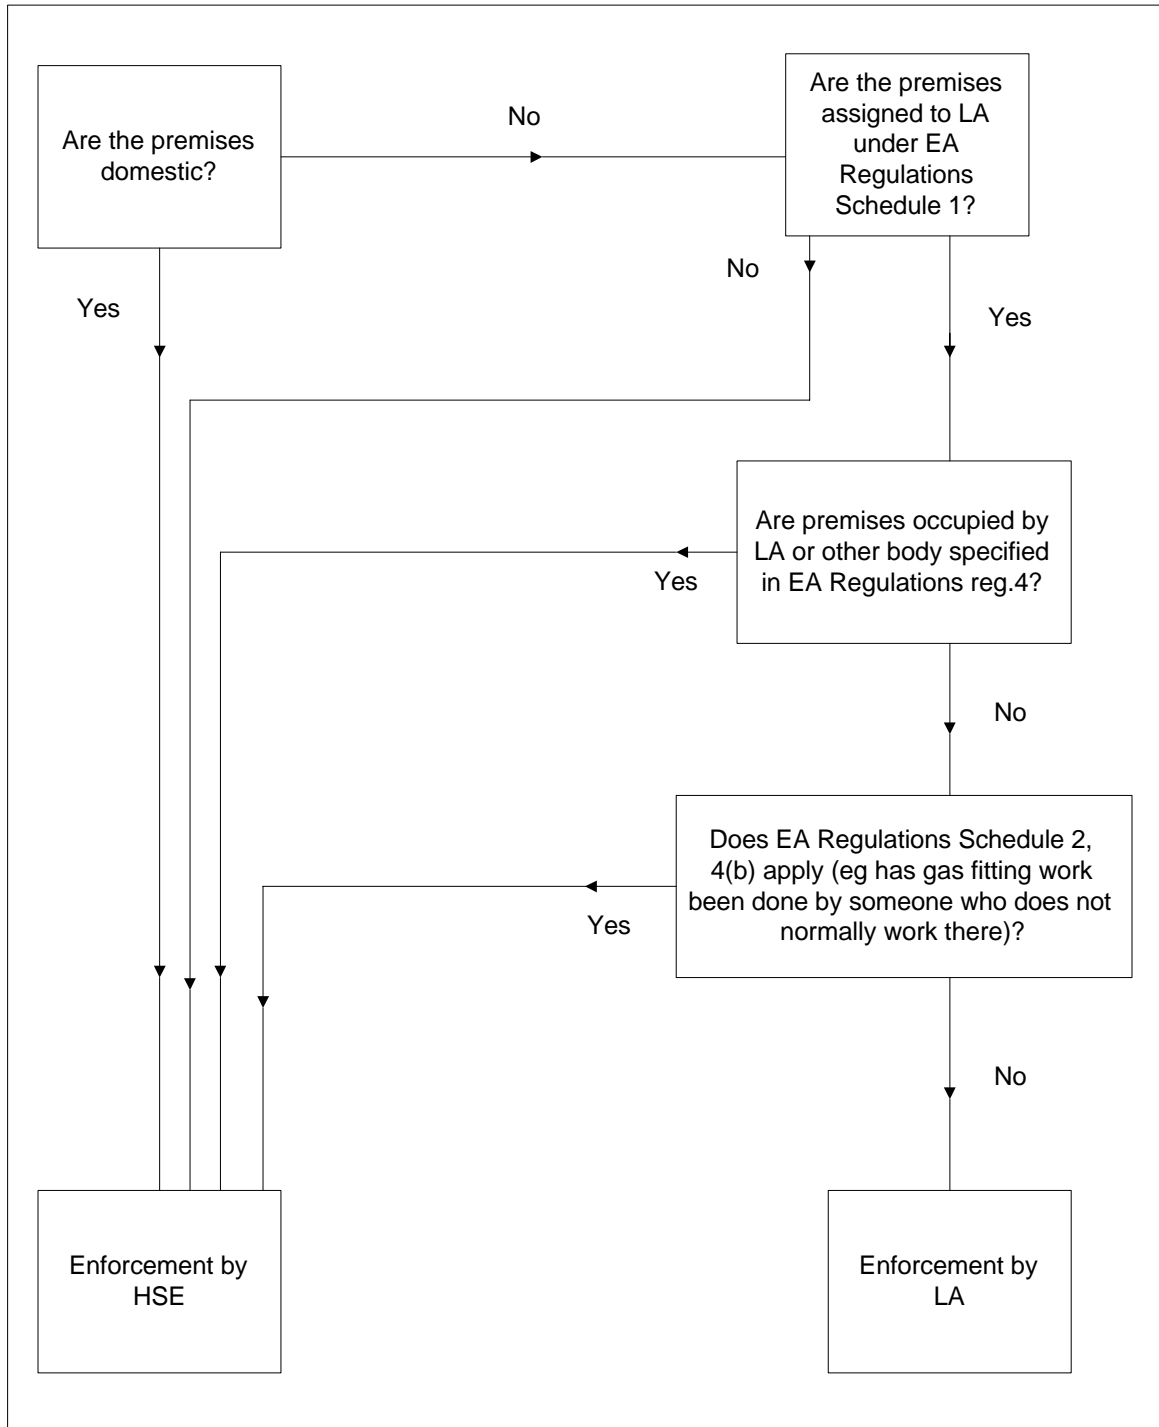 Are the premises
domestic?
No
Are the premises
assigned to LA
under EA
Regulations
Schedule 1?
Yes
No
Yes
Are premises occupied by
LA or other body specified
in EA Regulations reg.4?
Yes
No
Does EA Regulations Schedule 2,
4(b) apply (eg has gas fitting work
been done by someone who does not
normally work there)?
Yes
No
Enforcement by
HSE
Enforcement by
LA